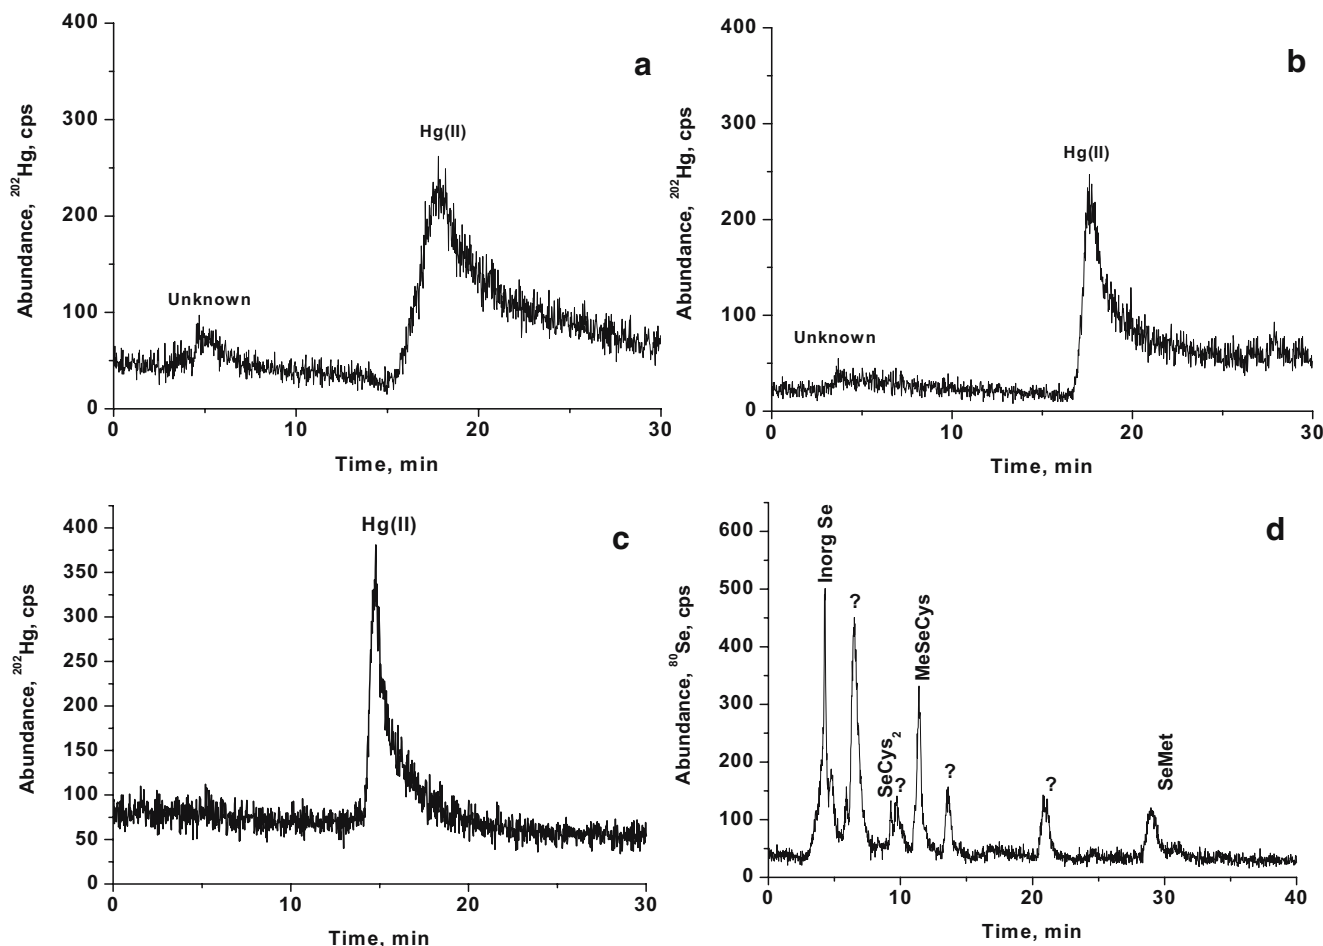 a
Abundance, ²⁰²Hg, cps
400
300
200
100
0
Unknown
Hg(II)
0 10 20 30
Time, min
b
Abundance, ²⁰²Hg, cps
400
300
200
100
0
Unknown
Hg(II)
0 10 20 30
Time, min
c
Abundance, ²⁰²Hg, cps
400
350
300
250
200
150
100
50
0
Hg(II)
0 10 20 30
Time, min
d
Abundance, ⁸⁰Se, cps
600
500
400
300
200
100
0
Inorg Se
?
SeCys₂
?
MeSeCys
?
?
SeMet
0 10 20 30 40
Time, min